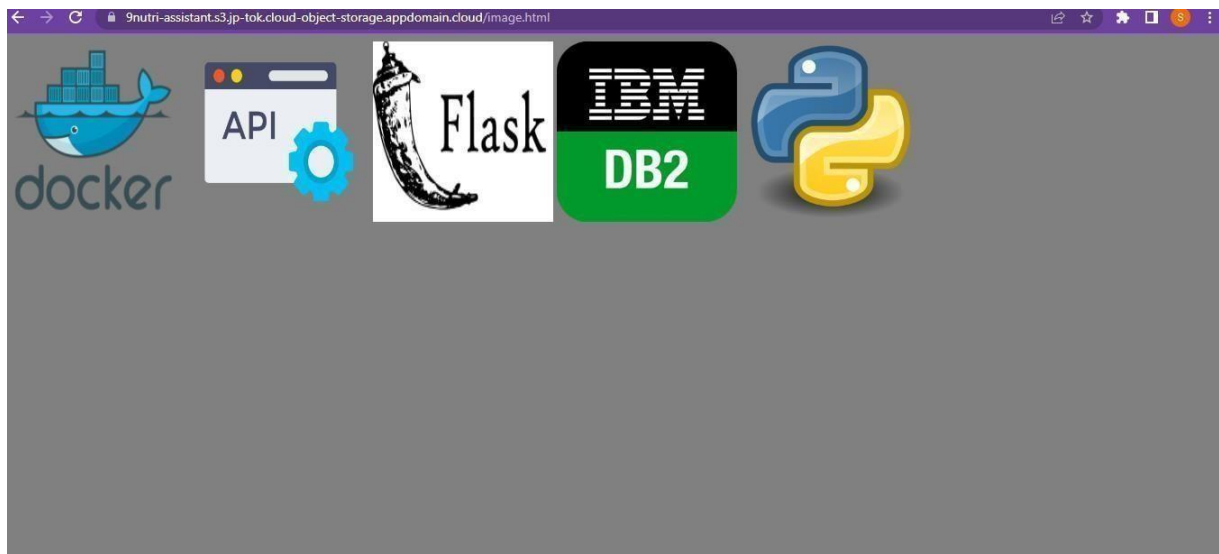 9nutri-assistant.s3.jp-tok.cloud-object-storage.appdomain.cloud/image.html
S
docker
API
Flask
IBM
DB2